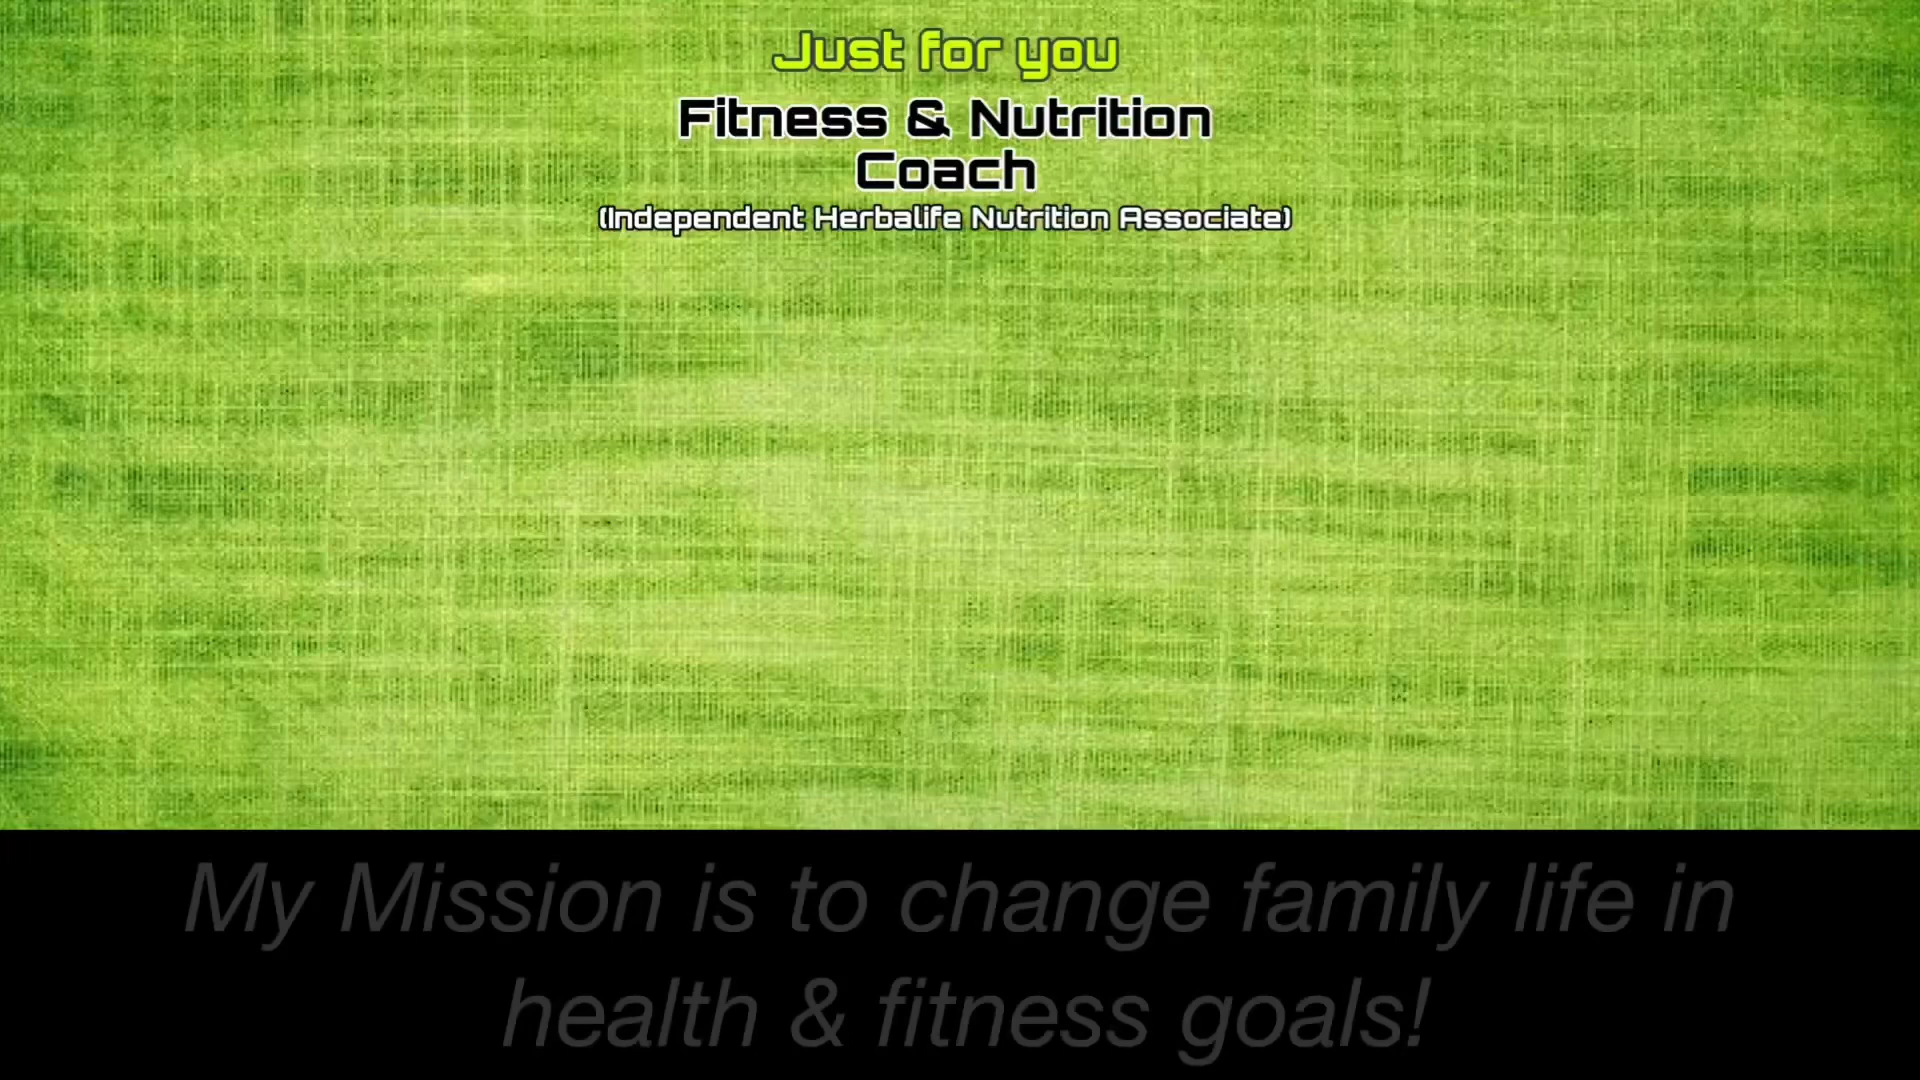 Just for you
Fitness & Nutrition
Coach
(Independent Herbalife Nutrition Associate)
My Mission is to change family life in
health & fitness goals!